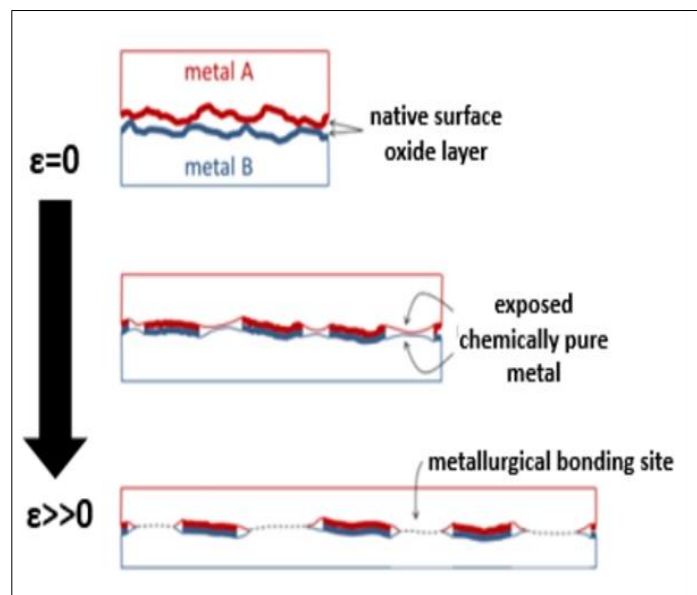 metal A
native surface
oxide layer
metal B
ε=0
exposed
chemically pure
metal
metallurgical bonding site
ε>>0